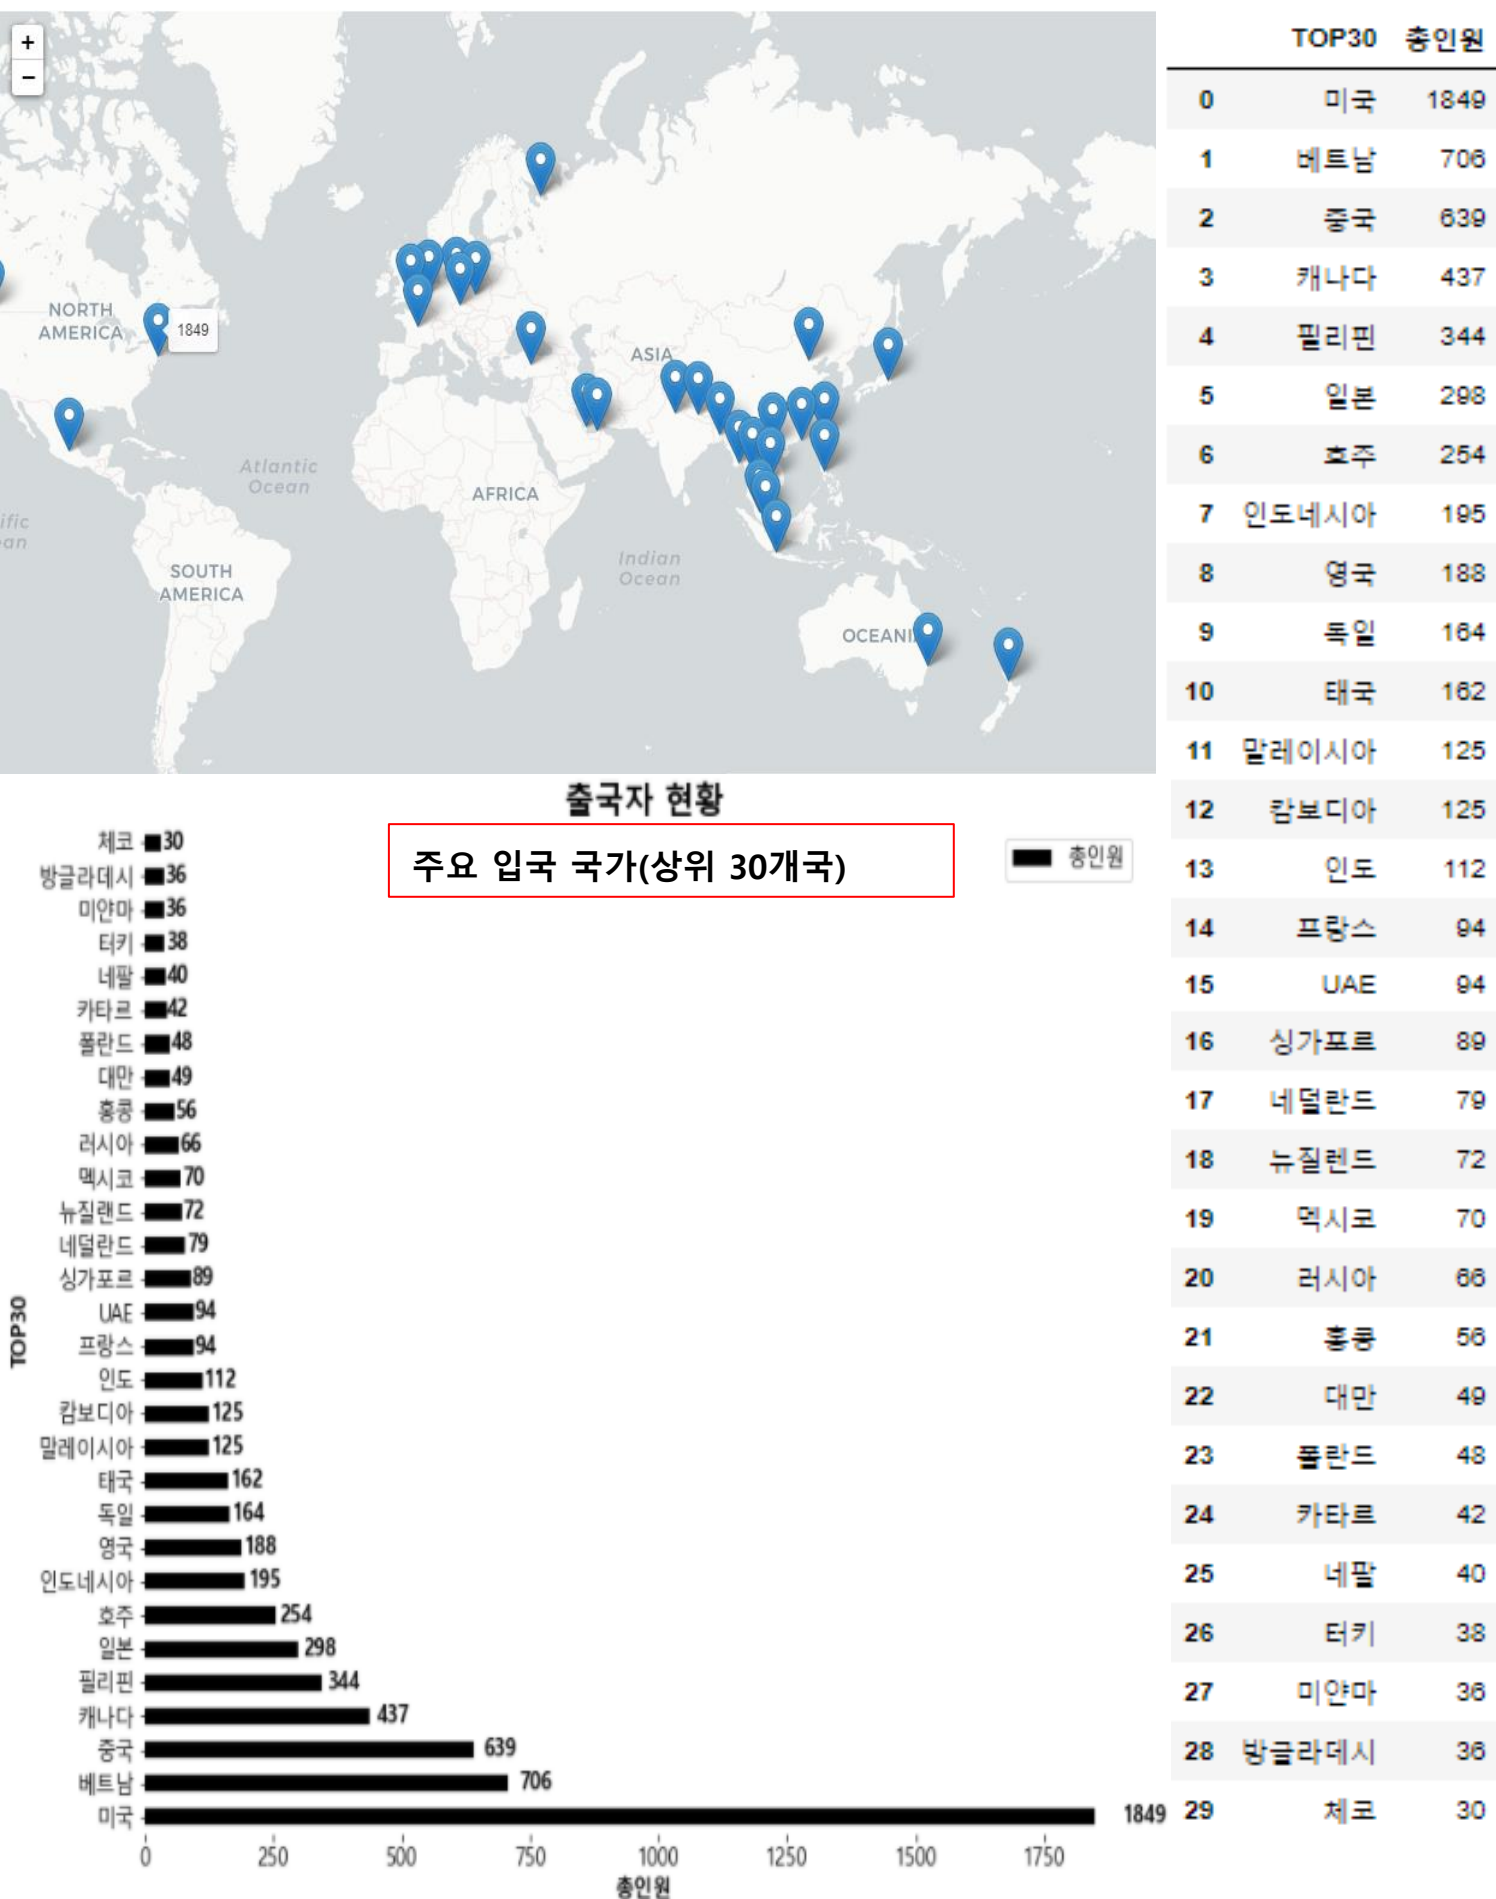 +
−
NORTH
AMERICA
1849
ASIA
Atlantic
Ocean
AFRICA
ific
an
SOUTH
AMERICA
Indian
Ocean
OCEANI
출국자 현황
주요 입국 국가(상위 30개국)
총인원
체코 30
방글라데시 36
미얀마 36
터키 38
네팔 40
카타르 42
폴란드 48
대만 49
홍콩 56
러시아 66
멕시코 70
뉴질랜드 72
네덜란드 79
싱가포르 89
UAE 94
프랑스 94
인도 112
캄보디아 125
말레이시아 125
태국 162
독일 164
영국 188
인도네시아 195
호주 254
일본 298
필리핀 344
캐나다 437
중국 639
베트남 706
미국 1849
TOP30
0 250 500 750 1000 1250 1500 1750
총인원
TOP30 총인원
0 미국 1849
1 베트남 706
2 중국 639
3 캐나다 437
4 필리핀 344
5 일본 298
6 호주 254
7 인도네시아 195
8 영국 188
9 독일 164
10 태국 162
11 말레이시아 125
12 캄보디아 125
13 인도 112
14 프랑스 94
15 UAE 94
16 싱가포르 89
17 네덜란드 79
18 뉴질랜드 72
19 멕시코 70
20 러시아 66
21 홍콩 56
22 대만 49
23 폴란드 48
24 카타르 42
25 네팔 40
26 터키 38
27 미얀마 36
28 방글라데시 36
29 체코 30